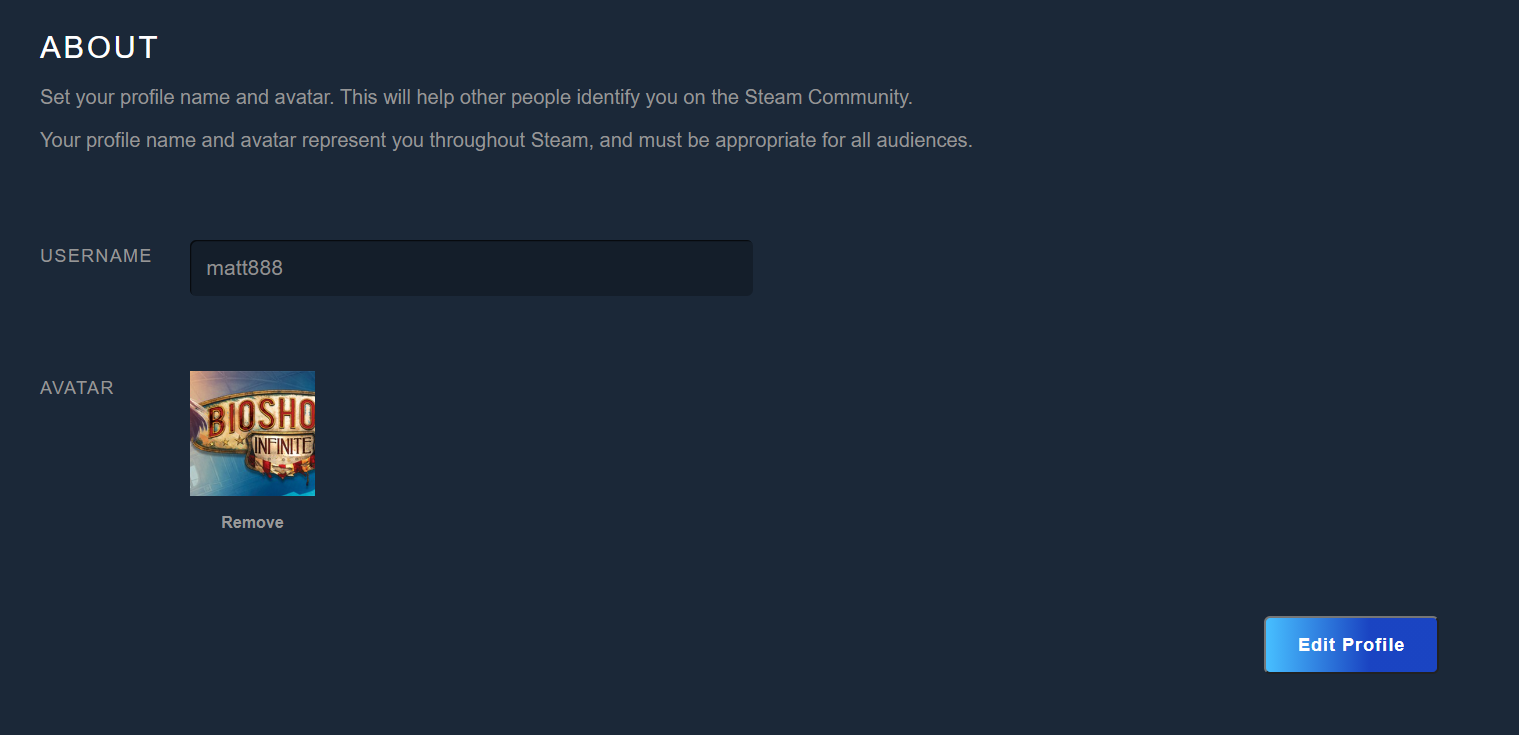 ABOUT
Set your profile name and avatar. This will help other people identify you on the Steam Community.
Your profile name and avatar represent you throughout Steam, and must be appropriate for all audiences.
USERNAME
matt888
AVATAR
BIOSHO
INFINITE
Remove
Edit Profile